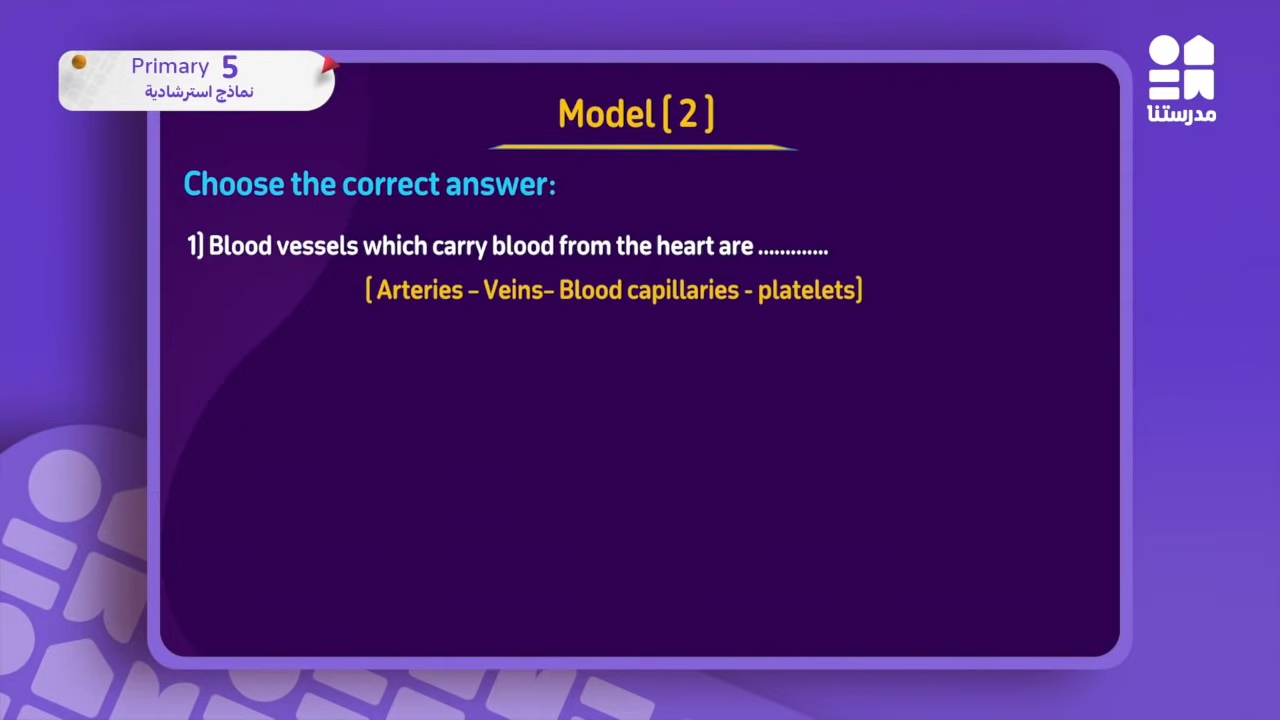 Primary 5
نماذج استرشادية
مدرستنا
Model ( 2 )
Choose the correct answer:
1) Blood vessels which carry blood from the heart are .............
( Arteries – Veins– Blood capillaries - platelets)